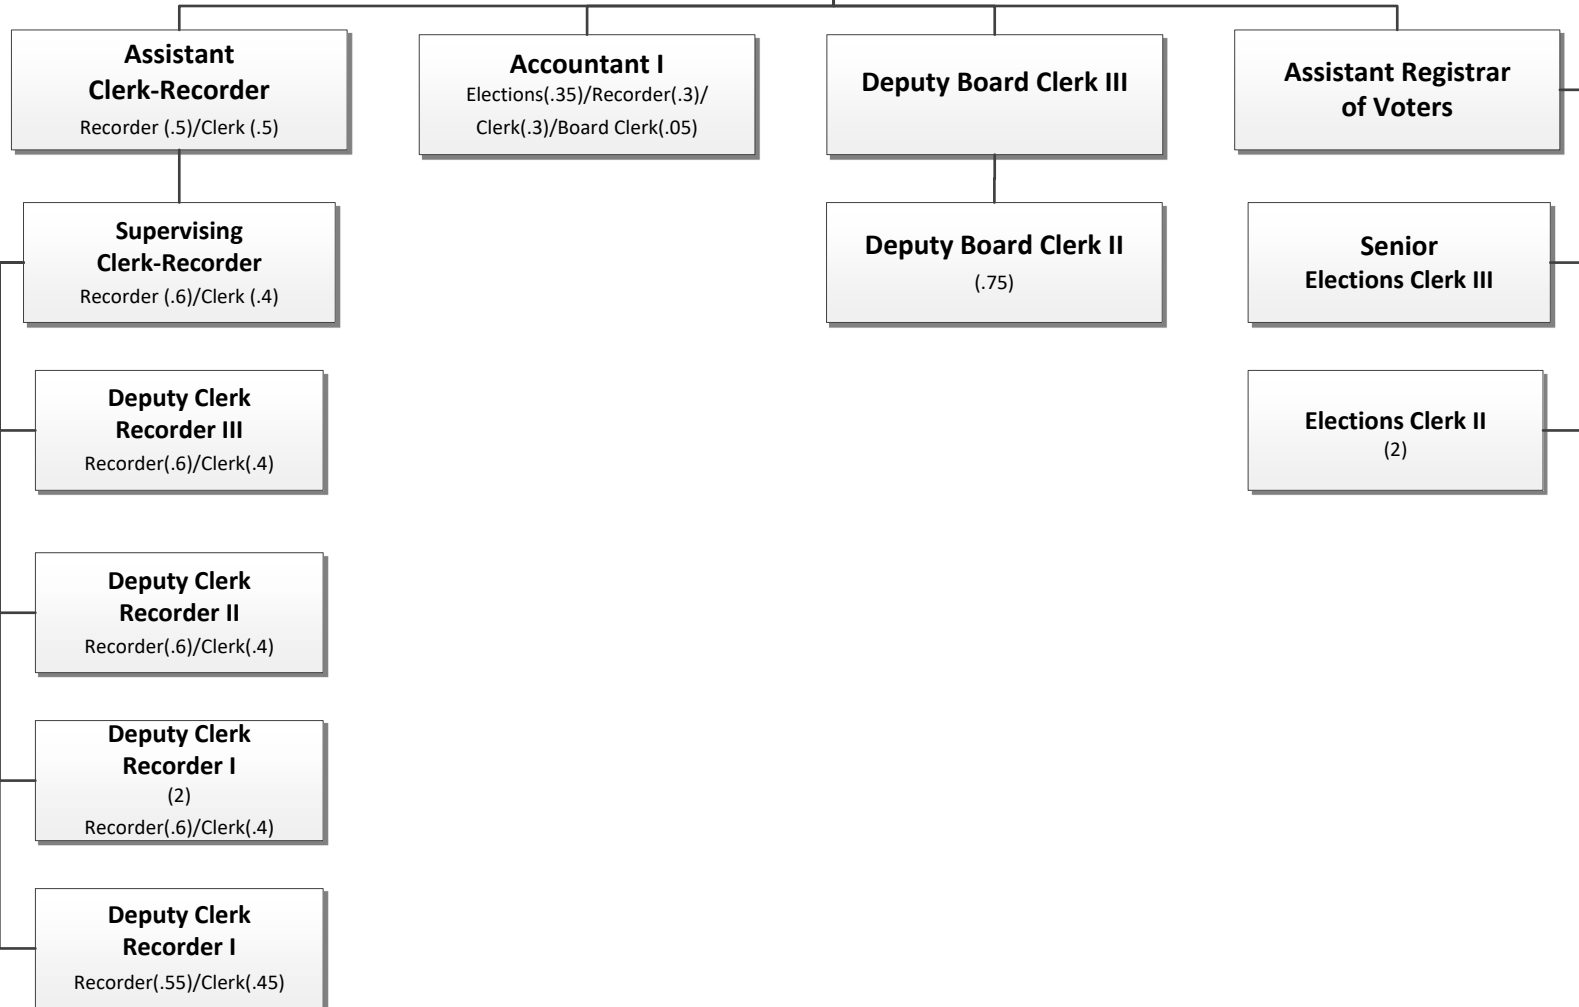 Assistant
Clerk-Recorder
Recorder (.5)/Clerk (.5)
Accountant I
Elections(.35)/Recorder(.3)/
Clerk(.3)/Board Clerk(.05)
Deputy Board Clerk III
Assistant Registrar
of Voters
Supervising
Clerk-Recorder
Recorder (.6)/Clerk (.4)
Deputy Board Clerk II
(.75)
Senior
Elections Clerk III
Deputy Clerk
Recorder III
Recorder(.6)/Clerk(.4)
Elections Clerk II
(2)
Deputy Clerk
Recorder II
Recorder(.6)/Clerk(.4)
Deputy Clerk
Recorder I
(2)
Recorder(.6)/Clerk(.4)
Deputy Clerk
Recorder I
Recorder(.55)/Clerk(.45)